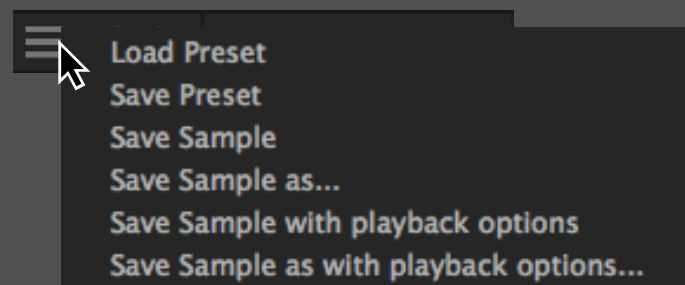 Load Preset
Save Preset
Save Sample
Save Sample as...
Save Sample with playback options
Save Sample as with playback options...